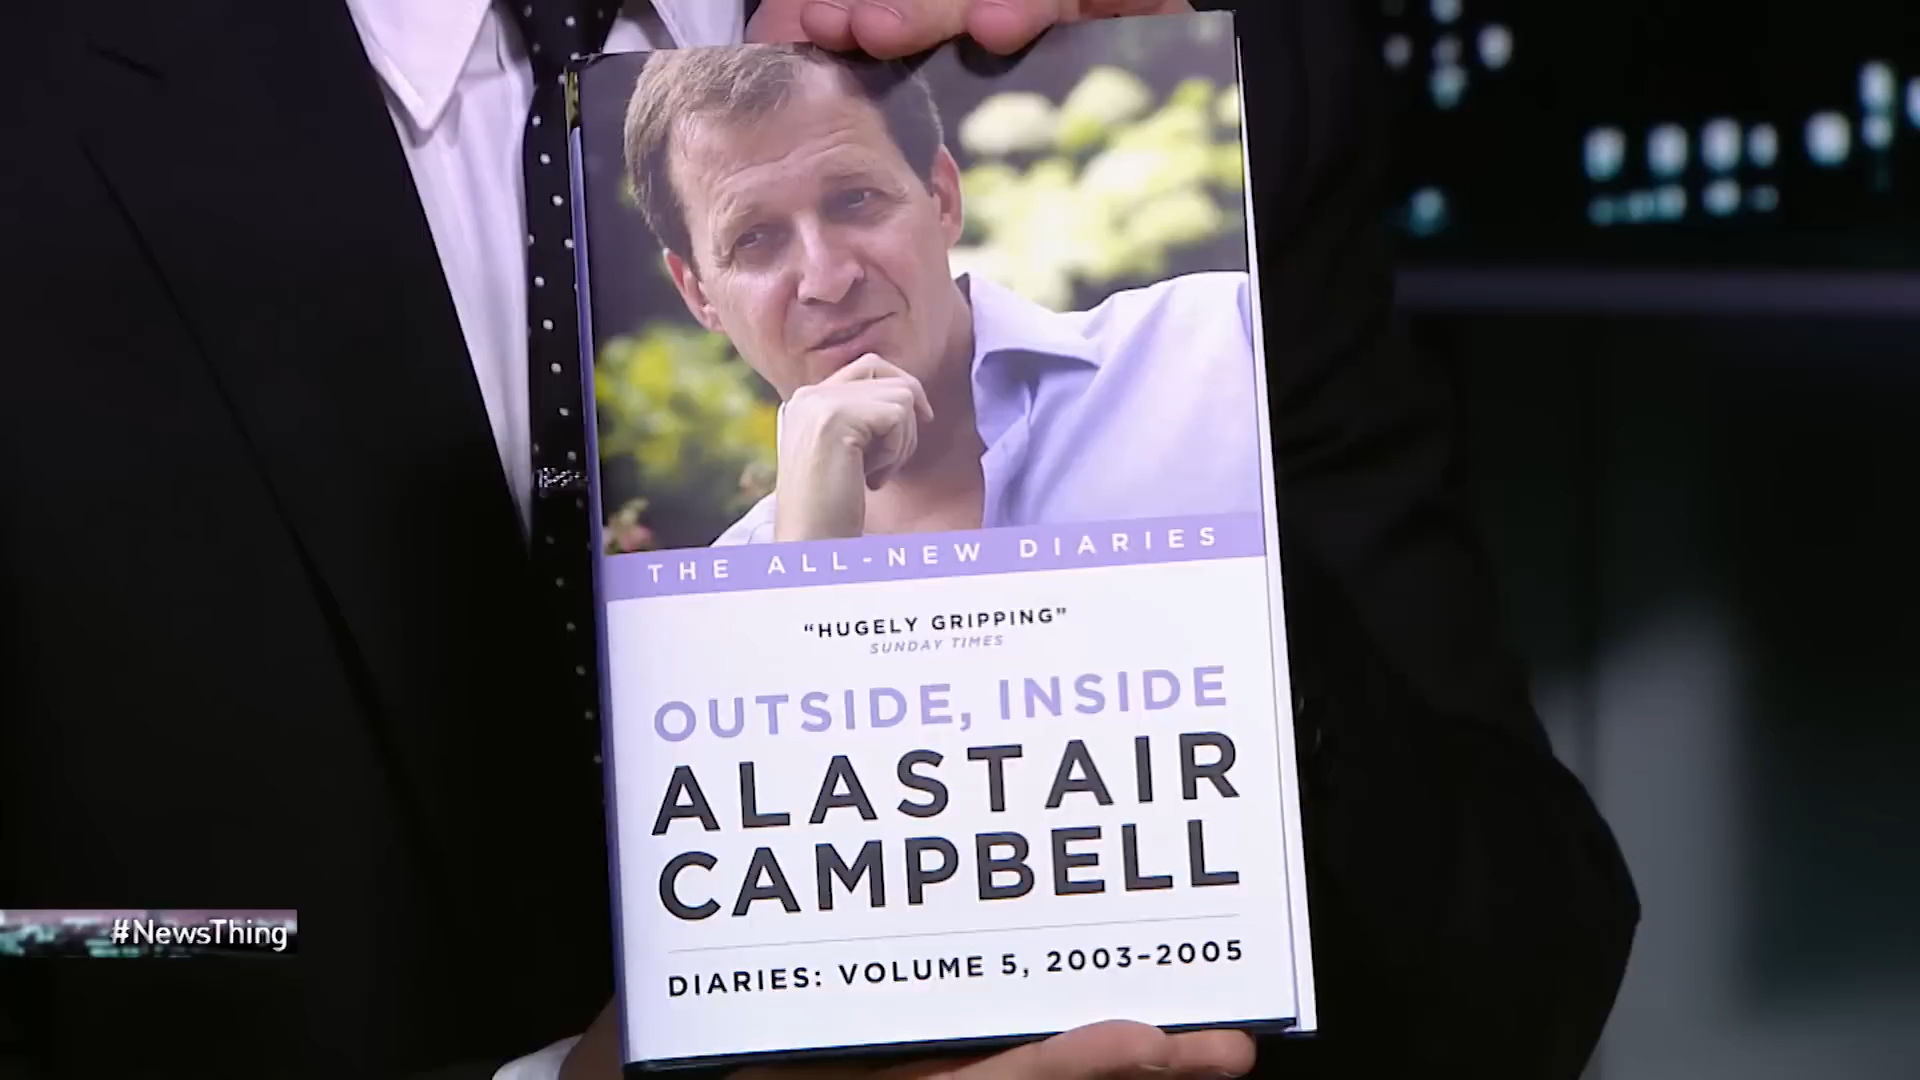 THE ALL-NEW DIARIES
“HUGELY GRIPPING”
SUNDAY TIMES
OUTSIDE, INSIDE
ALASTAIR
CAMPBELL
DIARIES: VOLUME 5, 2003–2005
#NewsThing